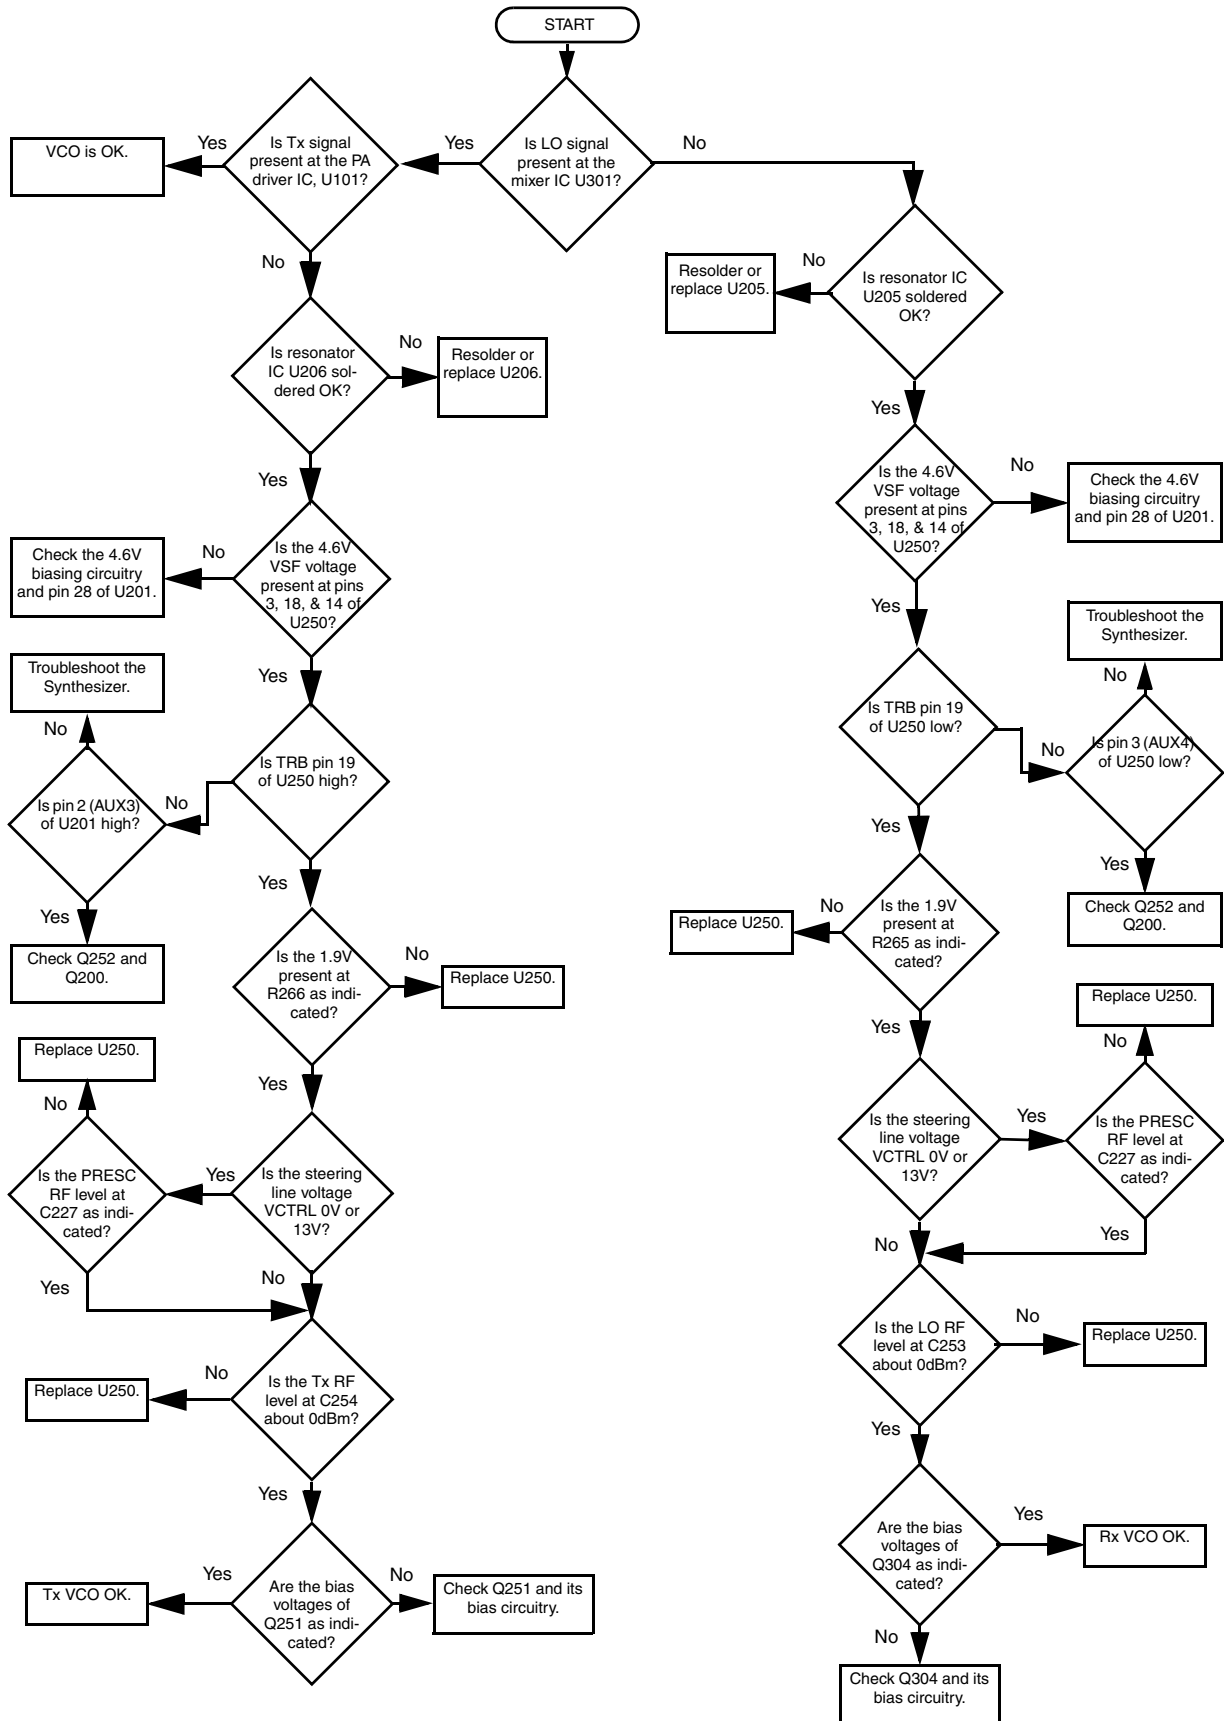 START
Is LO signal
present at the
mixer IC U301?
Yes
No
Is Tx signal
present at the PA
driver IC, U101?
Yes
VCO is OK.
No
Is resonator
IC U206 sol-
dered OK?
No
Resolder or
replace U206.
Yes
Is the 4.6V
VSF voltage
present at pins
3, 18, & 14 of
U250?
No
Check the 4.6V
biasing circuitry
and pin 28 of U201.
Yes
Is TRB pin 19
of U250 high?
No
Is pin 2 (AUX3)
of U201 high?
No
Troubleshoot the
Synthesizer.
Yes
Check Q252 and
Q200.
Yes
Is the 1.9V
present at
R266 as indi-
cated?
No
Replace U250.
Yes
Is the steering
line voltage
VCTRL 0V or
13V?
Yes
Is the PRESC
RF level at
C227 as indi-
cated?
No
Replace U250.
Yes
No
Is the Tx RF
level at C254
about 0dBm?
No
Replace U250.
Yes
Are the bias
voltages of
Q251 as indi-
cated?
Yes
Tx VCO OK.
No
Check Q251 and its
bias circuitry.
Is resonator IC
U205 soldered
OK?
No
Resolder or
replace U205.
Yes
Is the 4.6V
VSF voltage
present at pins
3, 18, & 14 of
U250?
No
Check the 4.6V
biasing circuitry
and pin 28 of U201.
Yes
Is TRB pin 19
of U250 low?
No
Is pin 3 (AUX4)
of U250 low?
No
Troubleshoot the
Synthesizer.
Yes
Check Q252 and
Q200.
Yes
Is the 1.9V
present at
R265 as indi-
cated?
No
Replace U250.
Yes
Is the steering
line voltage
VCTRL 0V or
13V?
Yes
Is the PRESC
RF level at
C227 as indi-
cated?
No
Replace U250.
Yes
No
Is the LO RF
level at C253
about 0dBm?
No
Replace U250.
Yes
Are the bias
voltages of
Q304 as indi-
cated?
Yes
Rx VCO OK.
No
Check Q304 and its
bias circuitry.